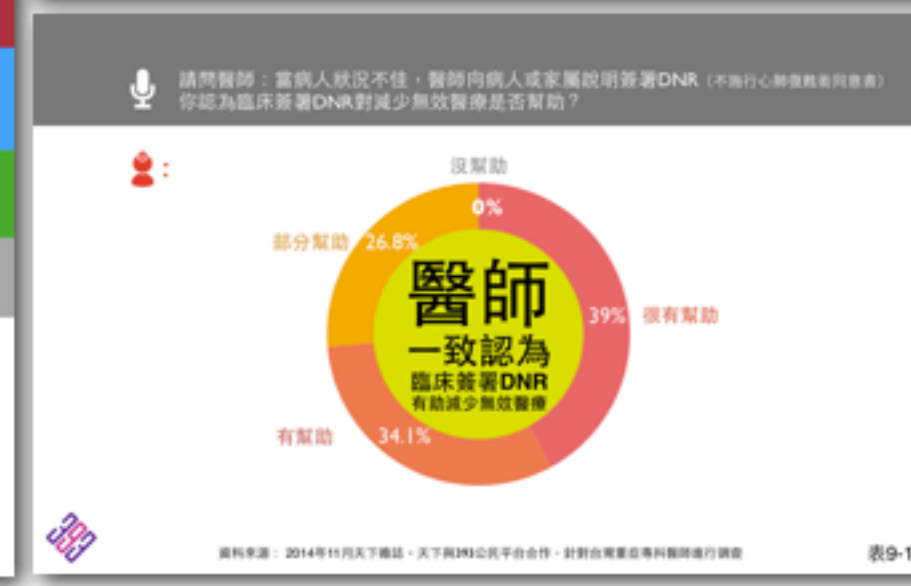 請問醫師：當病人狀況不佳，醫師向病人或家屬說明簽署DNR（不施行心肺復甦術同意書）
你認為臨床簽署DNR對減少無效醫療是否幫助？
沒幫助
0%
部分幫助 26.8%
醫師
一致認為
臨床簽署DNR
有助減少無效醫療
39% 很有幫助
有幫助 34.1%
393
資料來源： 2014年11月天下雜誌，天下與393公民平台合作，針對台灣重症專科醫師進行調查
表9-1